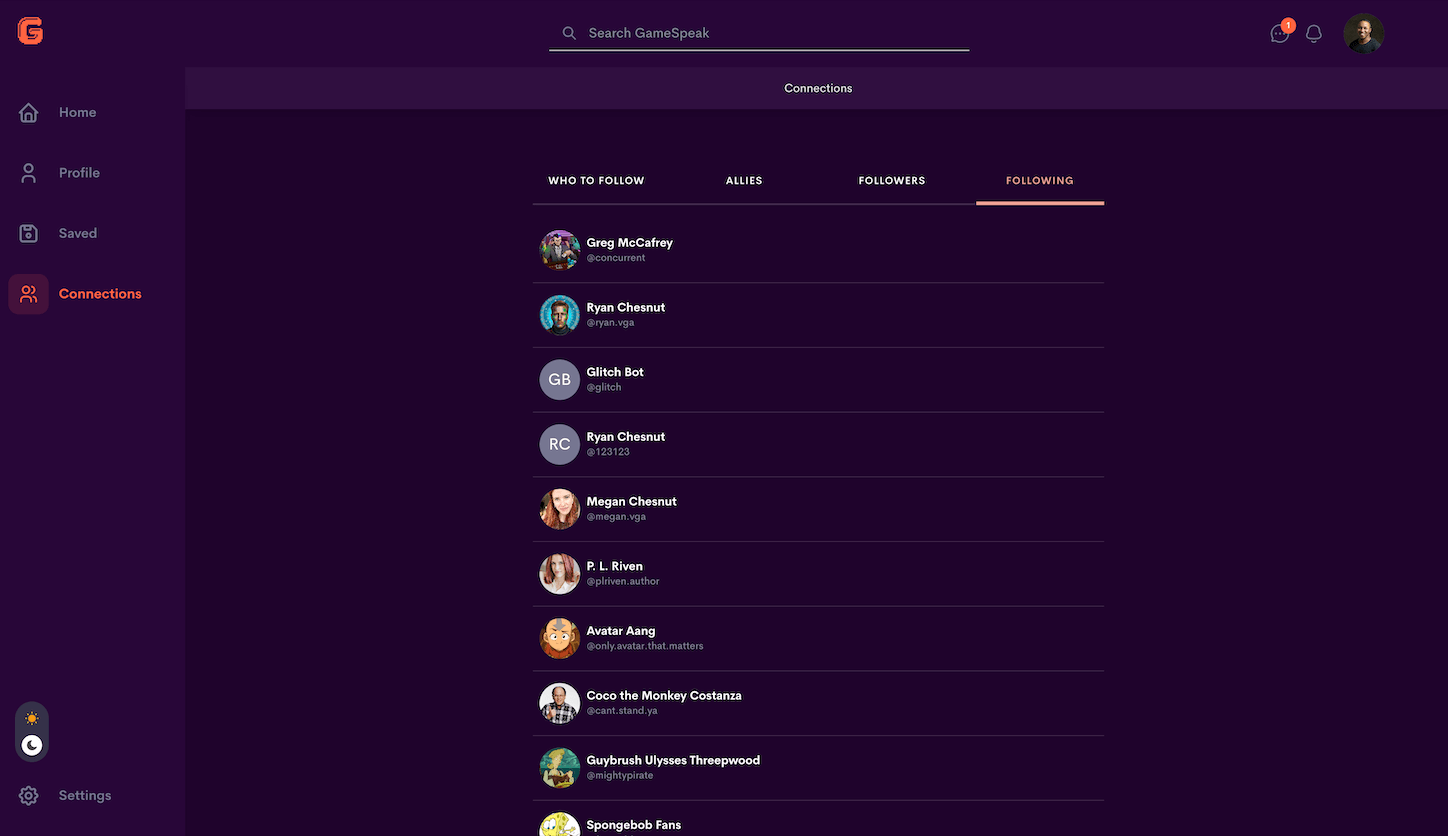 G
Search GameSpeak
1
Connections
Home
Profile
Saved
Connections
WHO TO FOLLOW
ALLIES
FOLLOWERS
FOLLOWING
Greg McCafrey
@concurrent
Ryan Chesnut
@ryan.vga
GB
Glitch Bot
@glitch
RC
Ryan Chesnut
@123123
Megan Chesnut
@megan.vga
P. L. Riven
@plriven.author
Avatar Aang
@only.avatar.that.matters
Coco the Monkey Costanza
@cant.stand.ya
Guybrush Ulysses Threepwood
@mightypirate
Spongebob Fans
Settings